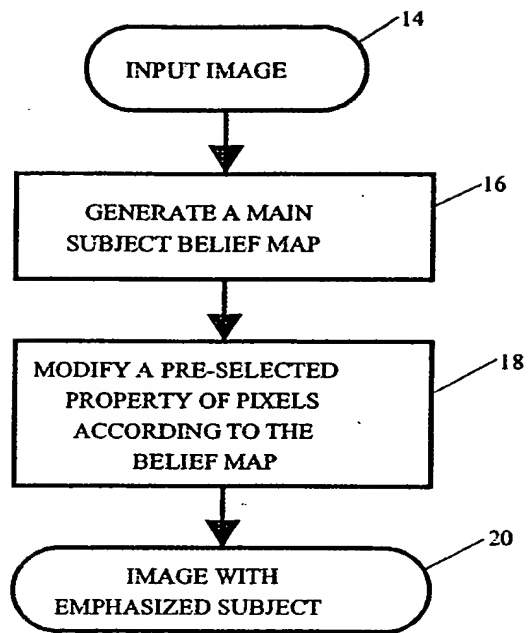 14
INPUT IMAGE
16
GENERATE A MAIN
SUBJECT BELIEF MAP
18
MODIFY A PRE-SELECTED
PROPERTY OF PIXELS
ACCORDING TO THE
BELIEF MAP
20
IMAGE WITH
EMPHASIZED SUBJECT